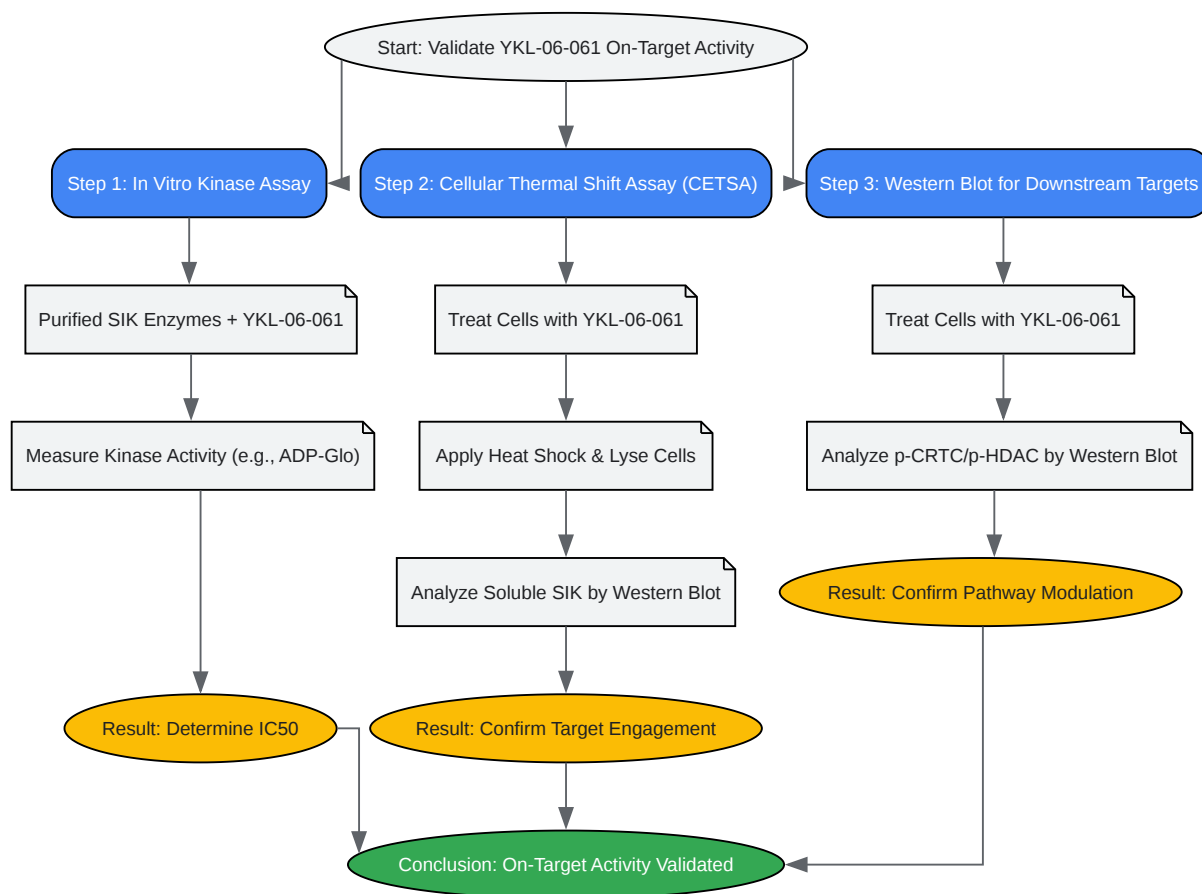 Start: Validate YKL-06-061 On-Target Activity
Step 1: In Vitro Kinase Assay
Step 2: Cellular Thermal Shift Assay (CETSA)
Step 3: Western Blot for Downstream Targets
Purified SIK Enzymes + YKL-06-061
Treat Cells with YKL-06-061
Treat Cells with YKL-06-061
Measure Kinase Activity (e.g., ADP-Glo)
Apply Heat Shock & Lyse Cells
Analyze p-CRTC/p-HDAC by Western Blot
Analyze Soluble SIK by Western Blot
Result: Confirm Pathway Modulation
Result: Determine IC50
Result: Confirm Target Engagement
Conclusion: On-Target Activity Validated